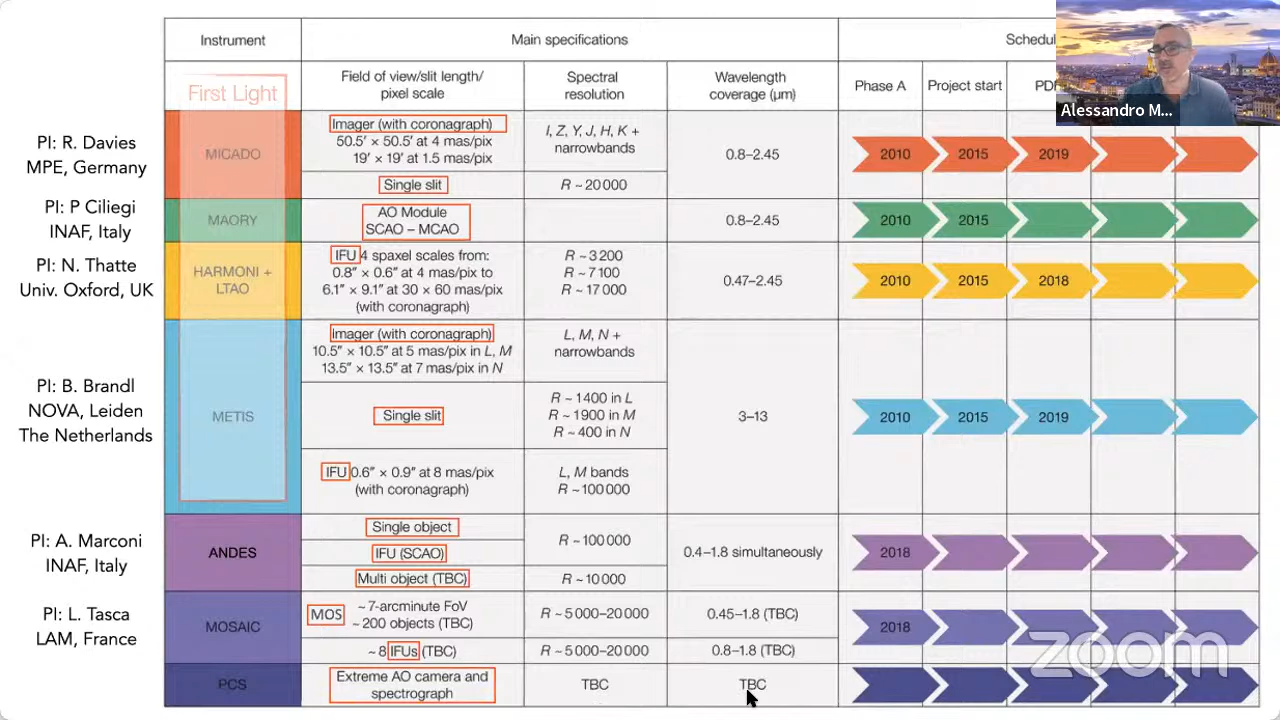 Instrument
Main specifications
Schedul
First Light
Field of view/slit length/
pixel scale
Spectral
resolution
Wavelength
coverage (µm)
Phase A
Project start
PDR
Alessandro M...
PI: R. Davies
MPE, Germany
MICADO
Imager (with coronagraph)
50.5′ × 50.5′ at 4 mas/pix
19′ × 19′ at 1.5 mas/pix
I, Z, Y, J, H, K +
narrowbands
0.8–2.45
2010
2015
2019
Single slit
R ~ 20 000
PI: P Ciliegi
INAF, Italy
MAORY
AO Module
SCAO – MCAO
0.8–2.45
2010
2015
PI: N. Thatte
Univ. Oxford, UK
HARMONI +
LTAO
IFU 4 spaxel scales from:
0.8″ × 0.6″ at 4 mas/pix to
6.1″ × 9.1″ at 30 × 60 mas/pix
(with coronagraph)
R ~ 3 200
R ~ 7 100
R ~ 17 000
0.47–2.45
2010
2015
2018
PI: B. Brandl
NOVA, Leiden
The Netherlands
METIS
Imager (with coronagraph)
10.5″ × 10.5″ at 5 mas/pix in L, M
13.5″ × 13.5″ at 7 mas/pix in N
L, M, N +
narrowbands
Single slit
R ~ 1400 in L
R ~ 1900 in M
R ~ 400 in N
3–13
2010
2015
2019
IFU 0.6″ × 0.9″ at 8 mas/pix
(with coronagraph)
L, M bands
R ~ 100 000
PI: A. Marconi
INAF, Italy
ANDES
Single object
IFU (SCAO)
R ~ 100 000
0.4–1.8 simultaneously
2018
Multi object (TBC)
R ~ 10 000
PI: L. Tasca
LAM, France
MOSAIC
MOS
~ 7-arcminute FoV
~ 200 objects (TBC)
R ~ 5 000–20 000
0.45–1.8 (TBC)
2018
~ 8 IFUs (TBC)
R ~ 5 000–20 000
0.8–1.8 (TBC)
zoom
PCS
Extreme AO camera and
spectrograph
TBC
TBC